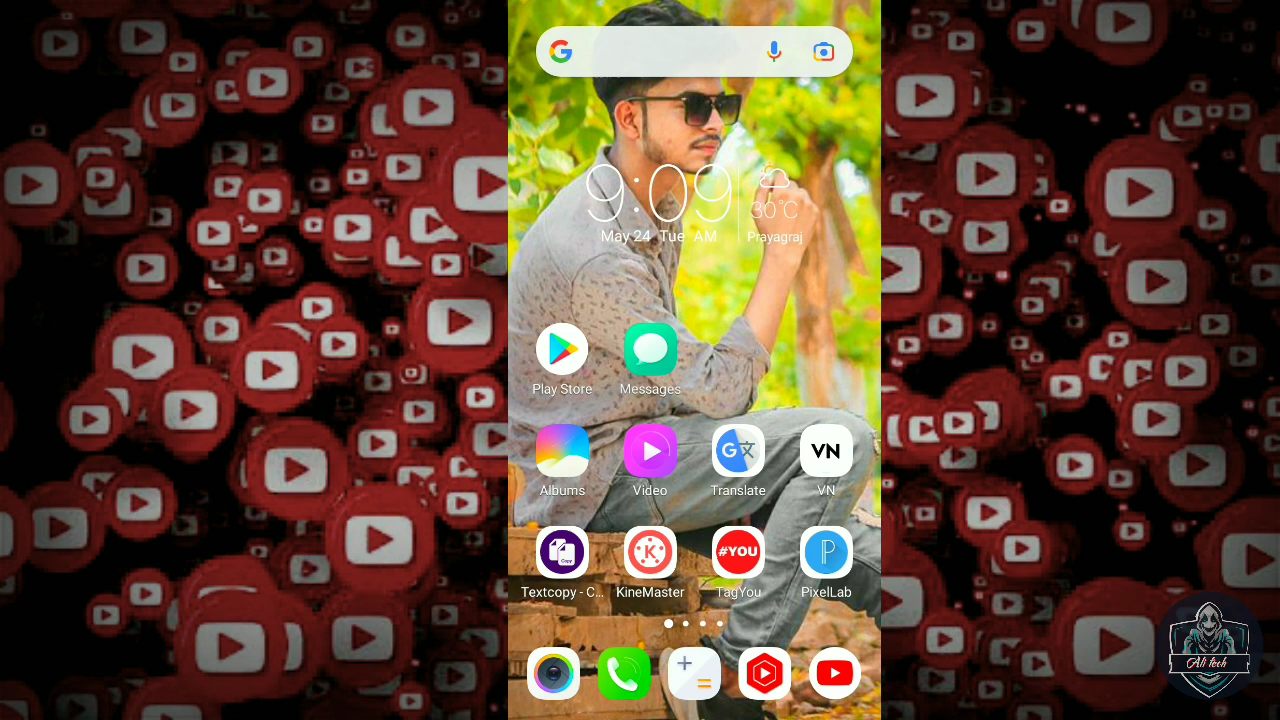 9:09
30°C
May 24 Tue AM
Prayagraj
Play Store
Messages
VN
Albums
Video
Translate
VN
Copy
K
#YOU
P
Textcopy - C...
KineMaster
TagYou
PixelLab
Ali tech